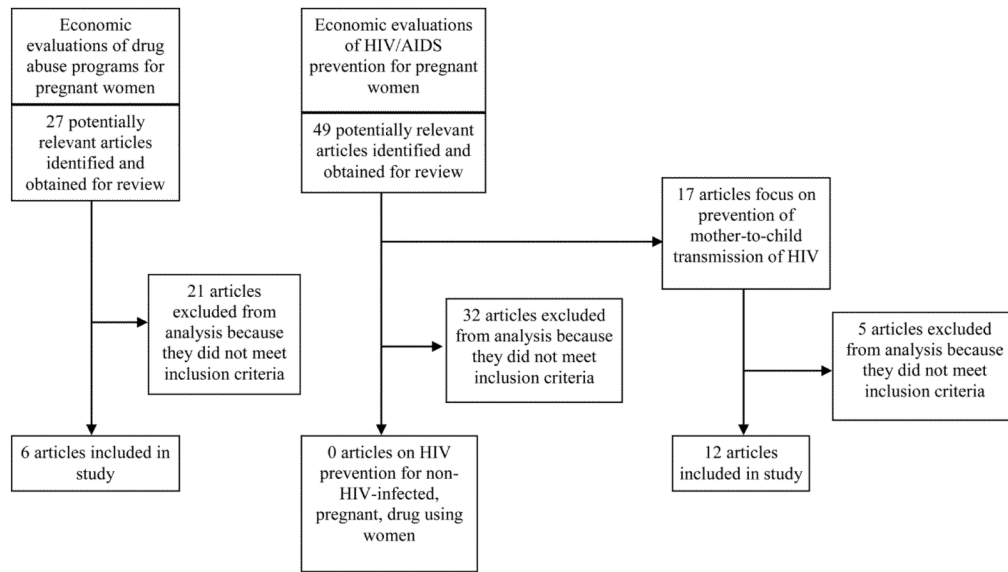 Economic
evaluations of drug
abuse programs for
pregnant women
27 potentially
relevant articles
identified and
obtained for review
21 articles
excluded from
analysis because
they did not meet
inclusion criteria
6 articles included in
study
Economic evaluations
of HIV/AIDS
prevention for pregnant
women
49 potentially relevant
articles identified and
obtained for review
32 articles excluded
from analysis because
they did not meet
inclusion criteria
0 articles on HIV
prevention for non-
HIV-infected,
pregnant, drug using
women
17 articles focus on
prevention of
mother-to-child
transmission of HIV
5 articles excluded
from analysis because
they did not meet
inclusion criteria
12 articles
included in study